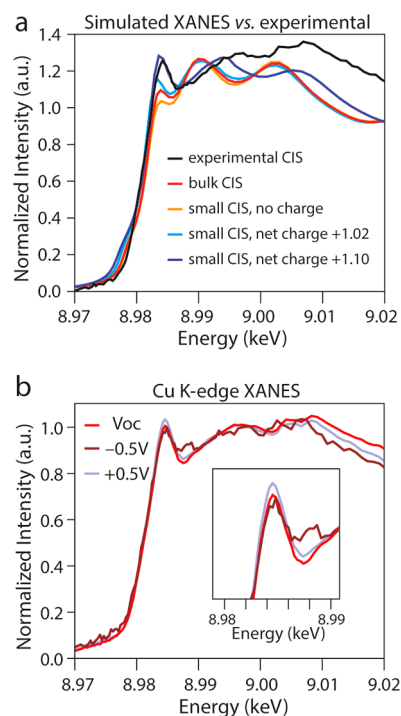 a
Simulated XANES vs. experimental
Normalized Intensity (a.u.)
1.4
1.2
1.0
0.8
0.6
0.4
0.2
0.0
experimental CIS
bulk CIS
small CIS, no charge
small CIS, net charge +1.02
small CIS, net charge +1.10
8.97 8.98 8.99 9.00 9.01 9.02
Energy (keV)
b
Cu K-edge XANES
Normalized Intensity (a.u.)
1.0
0.8
0.6
0.4
0.2
0.0
Voc
−0.5V
+0.5V
8.98 8.99
Energy (keV)
8.97 8.98 8.99 9.00 9.01 9.02
Energy (keV)